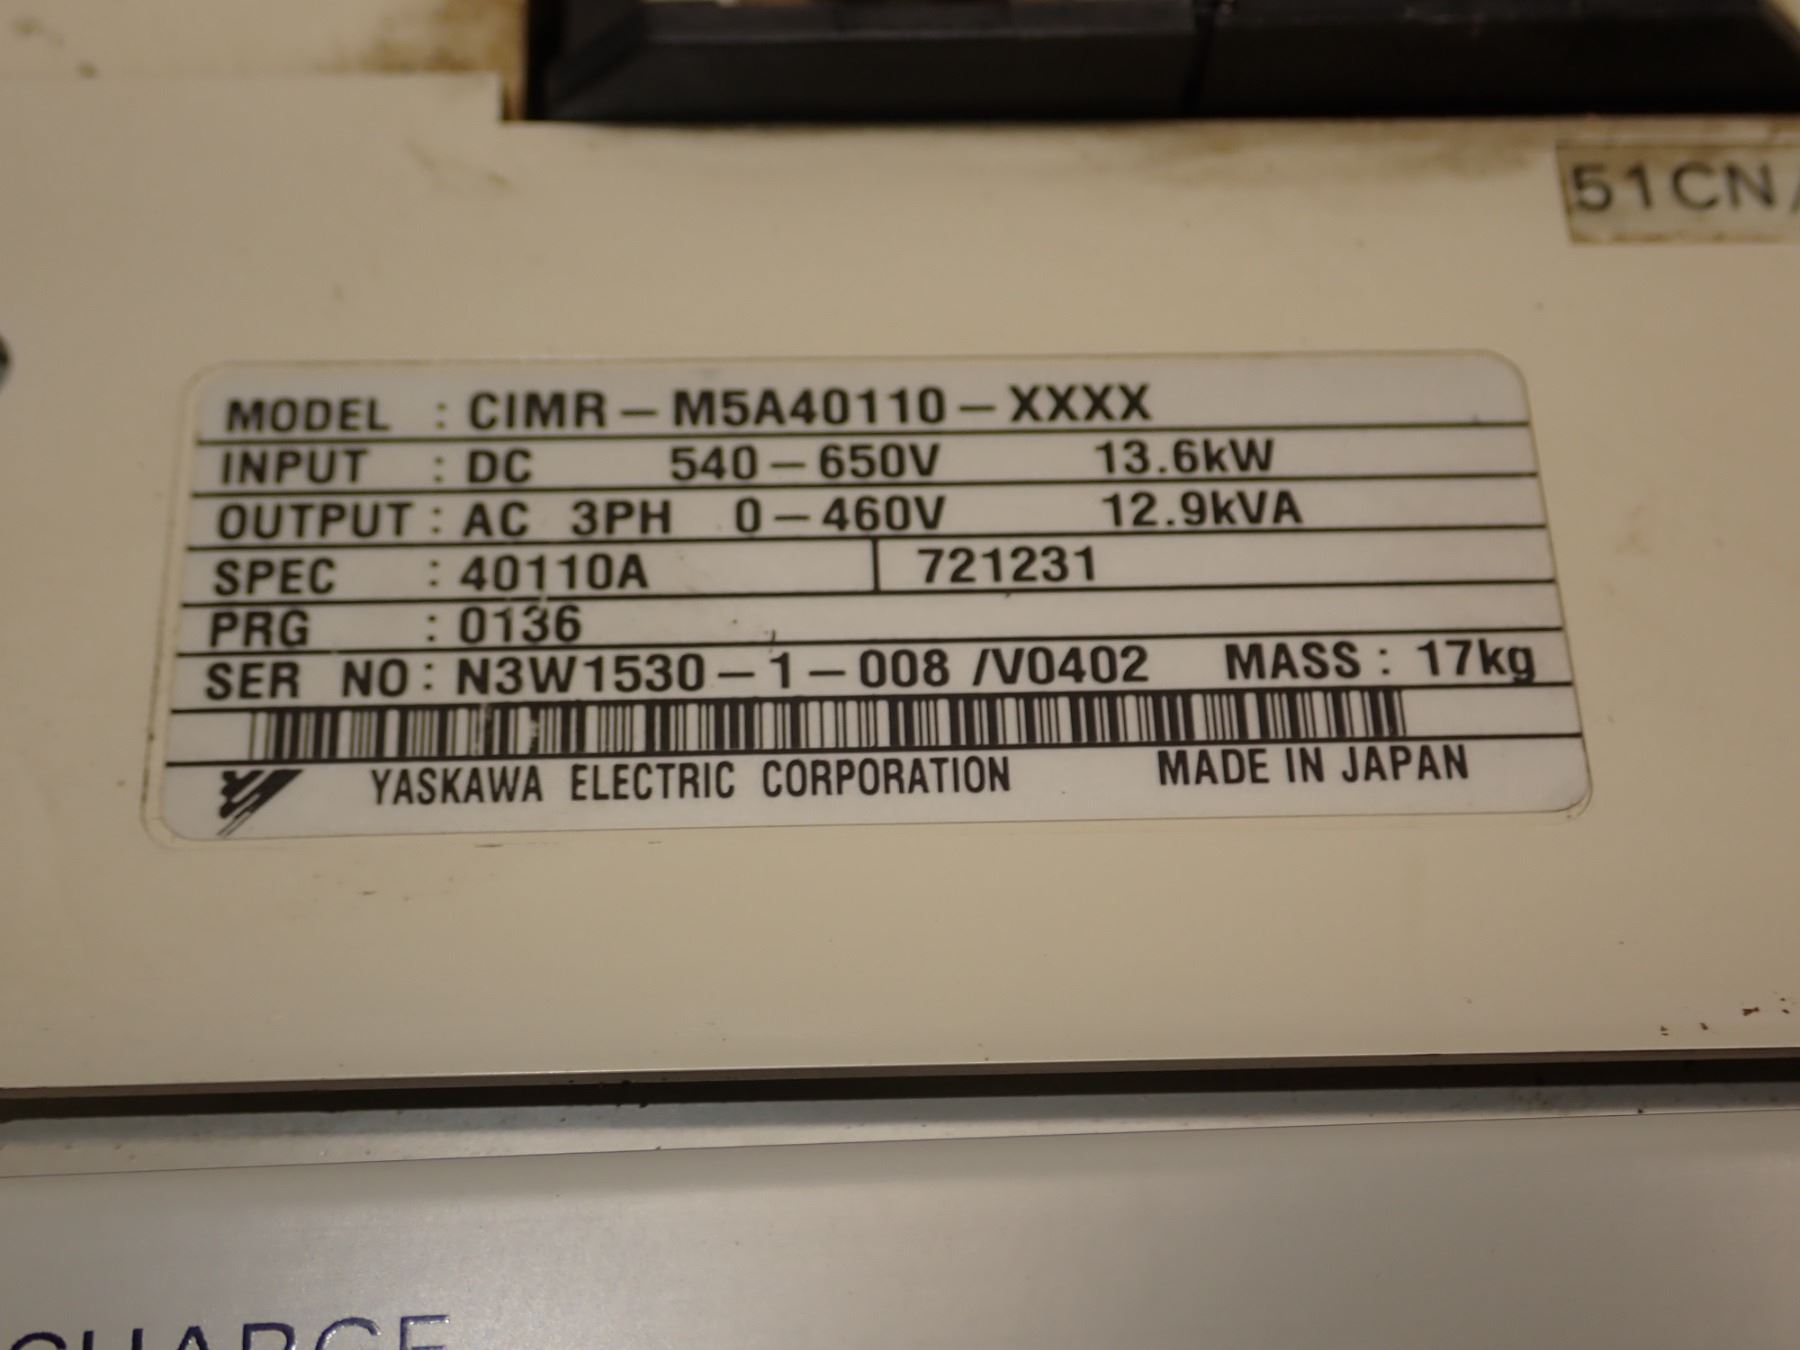 51CN
MODEL : CIMR-M5A40110-XXXX
INPUT : DC 540-650V 13.6kW
OUTPUT : AC 3PH 0-460V 12.9kVA
SPEC : 40110A 721231
PRG : 0136
SER NO: N3W1530-1-008 /V0402 MASS: 17kg
YASKAWA ELECTRIC CORPORATION MADE IN JAPAN
CHARGE